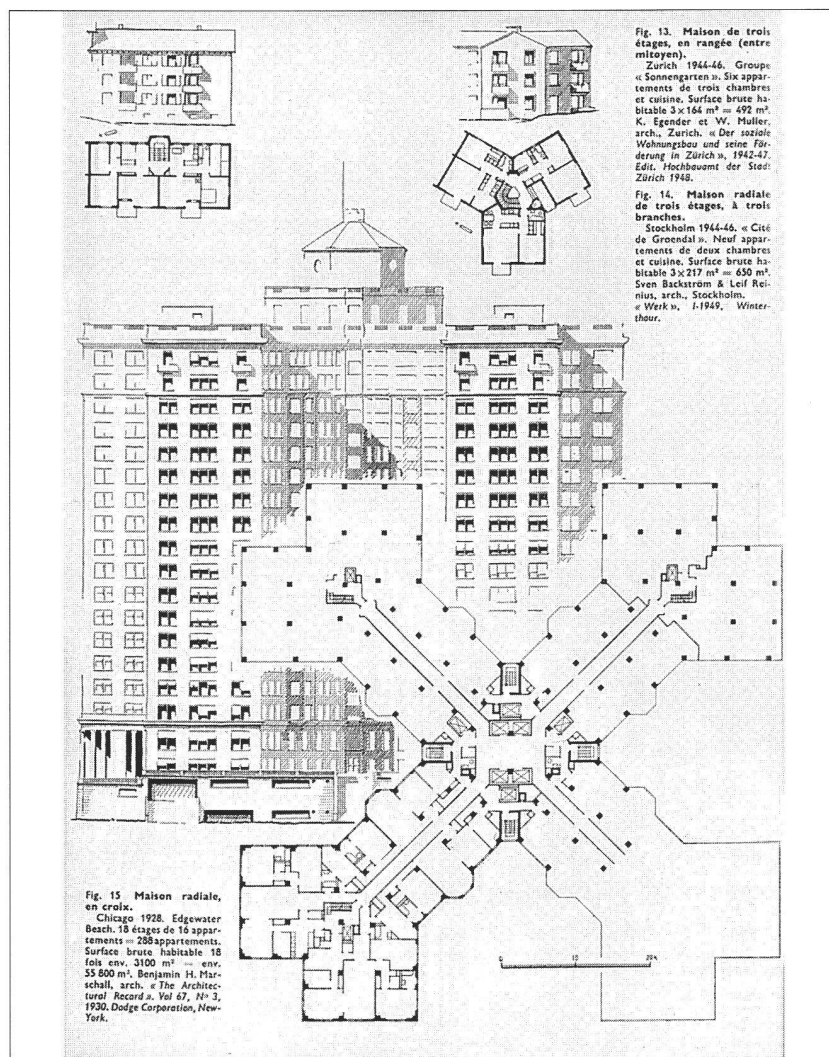 Fig. 13. Maison de trois
étages, en rangée (entre
mitoyen).
Zurich 1944-46. Groupe
« Sonnengarten ». Six appar-
tements de trois chambres
et cuisine. Surface brute ha-
bitable 3 × 164 m² = 492 m².
K. Egender et W. Muller,
arch., Zurich. « Der soziale
Wohnungsbau und seine För-
derung in Zürich », 1942-47.
Edit. Hochbauamt der Stadt
Zürich 1948.
Fig. 14. Maison radiale
de trois étages, à trois
branches.
Stockholm 1944-46. « Cité
de Groendal ». Neuf appar-
tements de deux chambres
et cuisine. Surface brute ha-
bitable 3 × 217 m² = 650 m².
Sven Backström & Leif Rei-
nius, arch., Stockholm.
« Werk », I-1949, Winter-
thour.
Fig. 15 Maison radiale,
en croix.
Chicago 1928. Edgewater
Beach. 18 étages de 16 appar-
tements = 288 appartements.
Surface brute habitable 18
fois env. 3100 m² = env.
55 800 m². Benjamin H. Mar-
schall, arch. « The Architec-
tural Record ». Vol 67, N° 3,
1930. Dodge Corporation, New-
York.
0 10 20